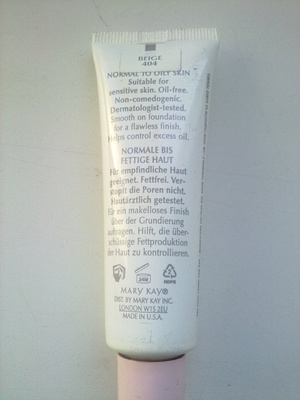 BEIGE
404
NORMAL TO OILY SKIN
Suitable for
sensitive skin. Oil-free.
Non-comedogenic.
Dermatologist-tested.
Smooth on foundation
for a flawless finish.
Helps control excess oil.
NORMALE BIS
FETTIGE HAUT
Für empfindliche Haut
geeignet. Fettfrei. Ver-
stopft die Poren nicht.
Hautärztlich getestet.
Für ein makelloses Finish
über der Grundierung
auftragen. Hilft, die über-
schüssige Fettproduktion
der Haut zu kontrollieren.
24M
HDPE
MARY KAY®
DIST. BY MARY KAY INC.
LONDON W1S 2EU
MADE IN U.S.A.